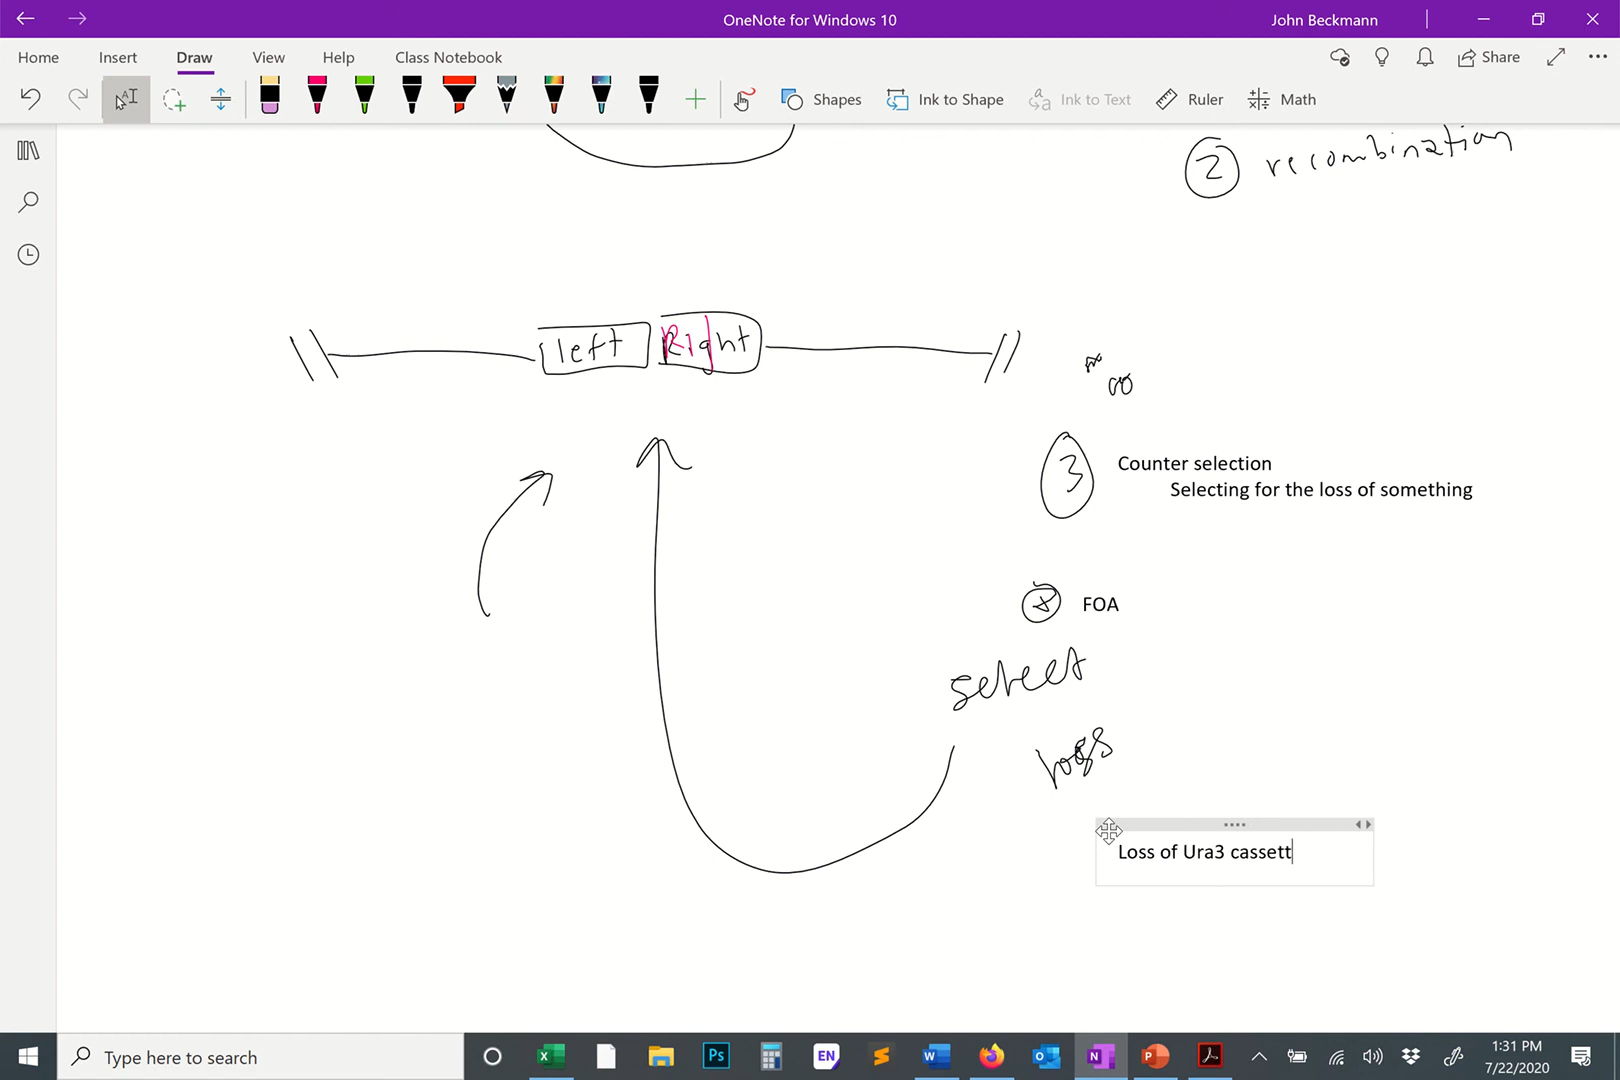 OneNote for Windows 10
John Beckmann
Home
Insert
Draw
View
Help
Class Notebook
Share
Shapes
Ink to Shape
Ink to Text
Ruler
Math
2 recombination
left
Right
3
Counter selection
Selecting for the loss of something
FOA
select
loss
Loss of Ura3 cassett
Type here to search
Ps
EN
1:31 PM
7/22/2020